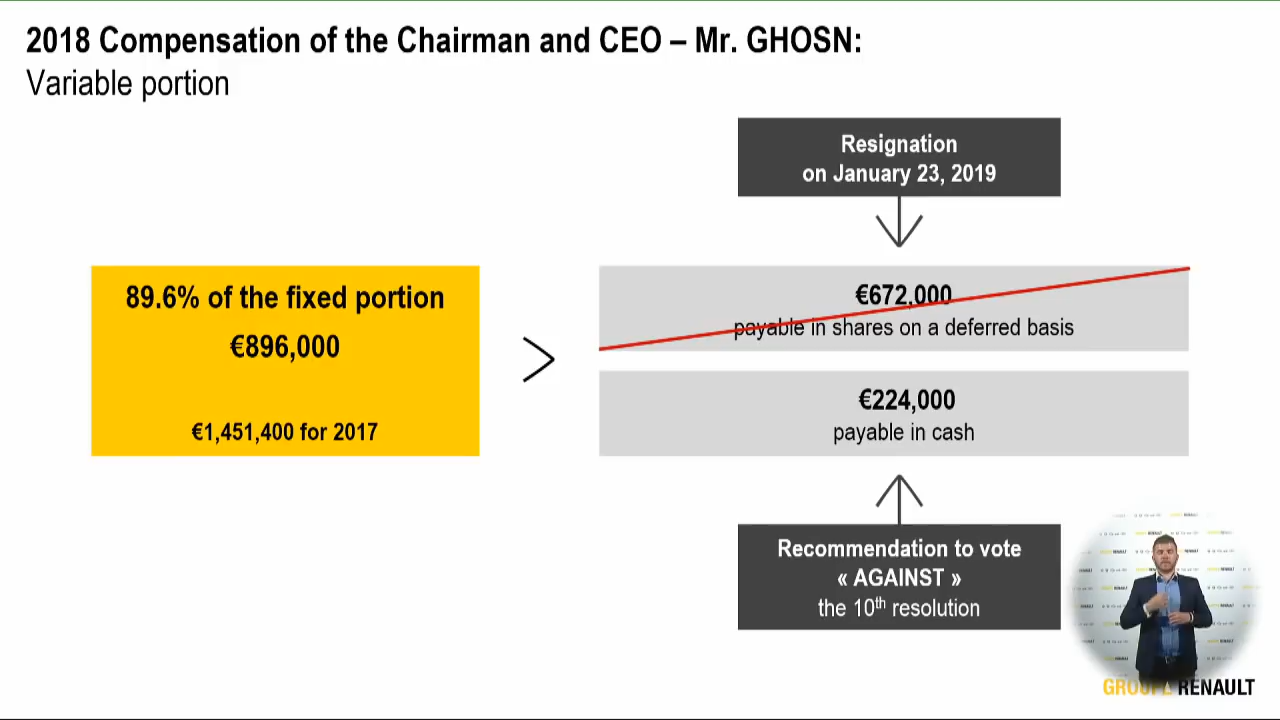 2018 Compensation of the Chairman and CEO – Mr. GHOSN:
Variable portion
Resignation
on January 23, 2019
89.6% of the fixed portion
€896,000
€1,451,400 for 2017
>
€672,000
payable in shares on a deferred basis
€224,000
payable in cash
Recommendation to vote
« AGAINST »
the 10th resolution
GROUPE RENAULT